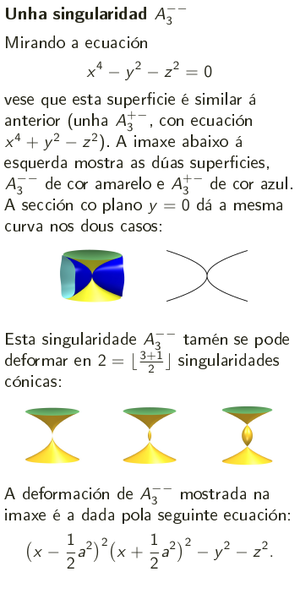 Unha singularidad A₃⁻⁻
Mirando a ecuación
x⁴ − y² − z² = 0
vese que esta superficie é similar á
anterior (unha A₃⁺⁻, con ecuación
x⁴ + y² − z²). A imaxe abaixo á
esquerda mostra as dúas superficies,
A₃⁻⁻ de cor amarelo e A₃⁺⁻ de cor azul.
A sección co plano y = 0 dá a mesma
curva nos dous casos:
Esta singularidade A₃⁻⁻ tamén se pode
deformar en 2 = ⌊(3+1)/2⌋ singularidades
cónicas:
A deformación de A₃⁻⁻ mostrada na
imaxe é a dada pola seguinte ecuación:
(x − 1/2 a²)² (x + 1/2 a²)² − y² − z².